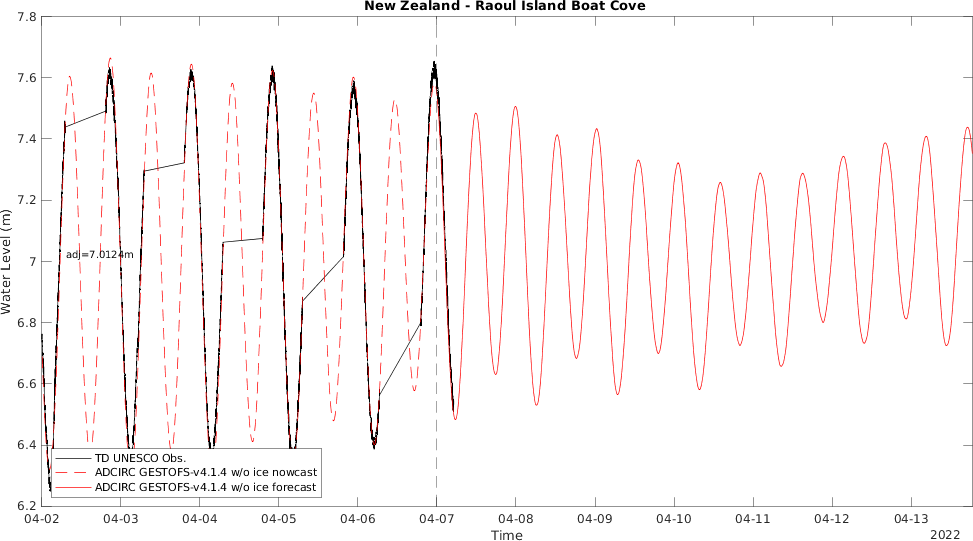 New Zealand - Raoul Island Boat Cove
7.8
7.6
7.4
7.2
7
6.8
6.6
6.4
6.2
Water Level (m)
adj=7.0124m
TD UNESCO Obs.
ADCIRC GESTOFS-v4.1.4 w/o ice nowcast
ADCIRC GESTOFS-v4.1.4 w/o ice forecast
04-02 04-03 04-04 04-05 04-06 04-07 04-08 04-09 04-10 04-11 04-12 04-13
Time
2022